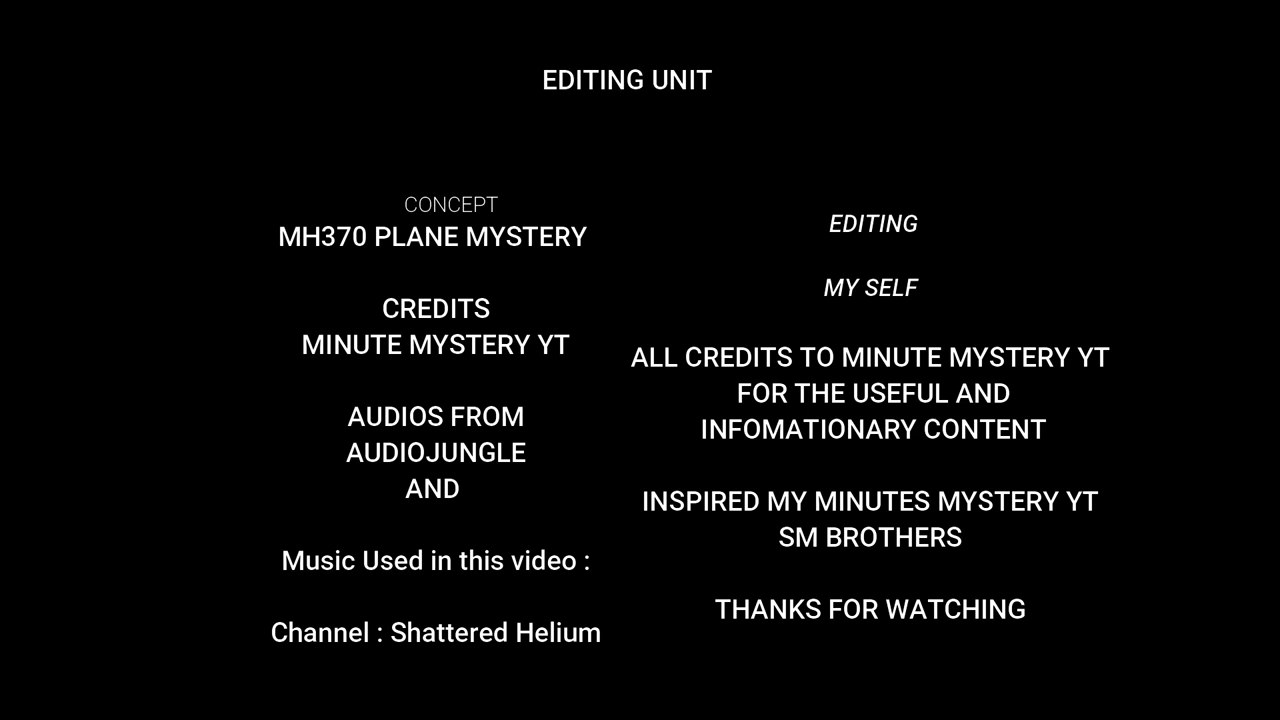 EDITING UNIT
CONCEPT
MH370 PLANE MYSTERY
CREDITS
MINUTE MYSTERY YT
AUDIOS FROM
AUDIOJUNGLE
AND
Music Used in this video :
Channel : Shattered Helium
EDITING
MY SELF
ALL CREDITS TO MINUTE MYSTERY YT
FOR THE USEFUL AND
INFOMATIONARY CONTENT
INSPIRED MY MINUTES MYSTERY YT
SM BROTHERS
THANKS FOR WATCHING